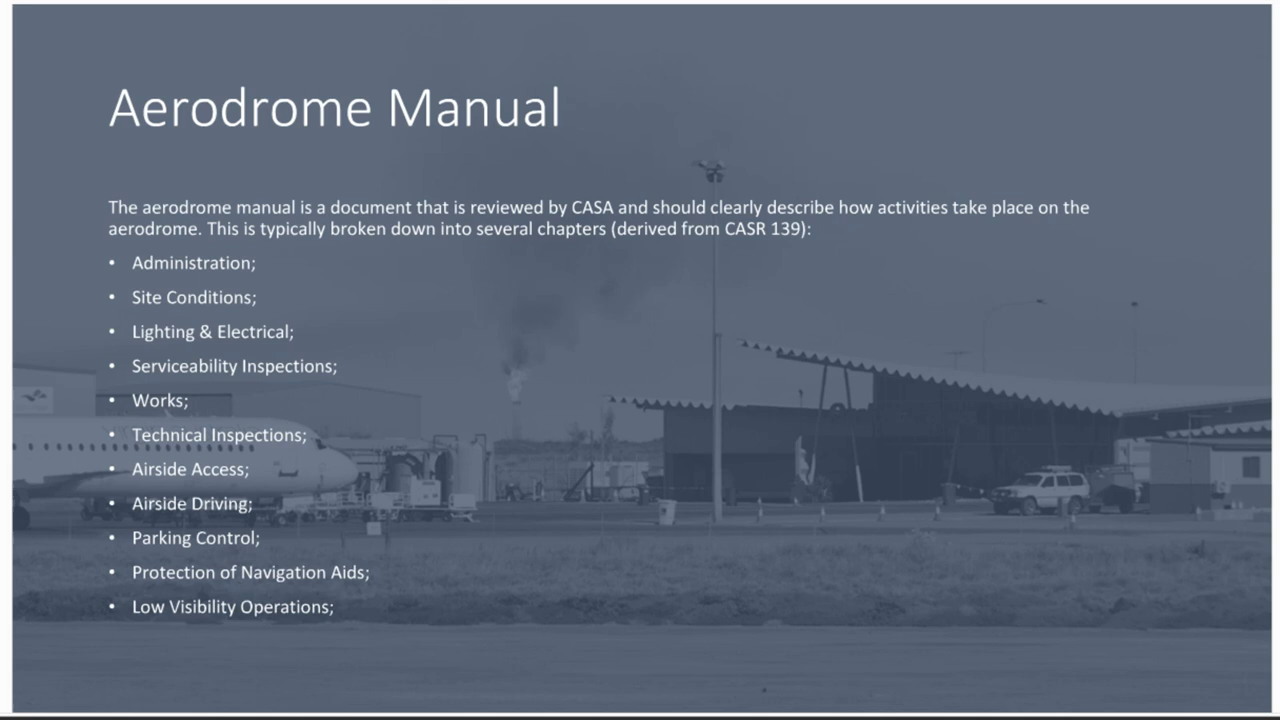 Aerodrome Manual
The aerodrome manual is a document that is reviewed by CASA and should clearly describe how activities take place on the
aerodrome. This is typically broken down into several chapters (derived from CASR 139):
• Administration;
• Site Conditions;
• Lighting & Electrical;
• Serviceability Inspections;
• Works;
• Technical Inspections;
• Airside Access;
• Airside Driving;
• Parking Control;
• Protection of Navigation Aids;
• Low Visibility Operations;